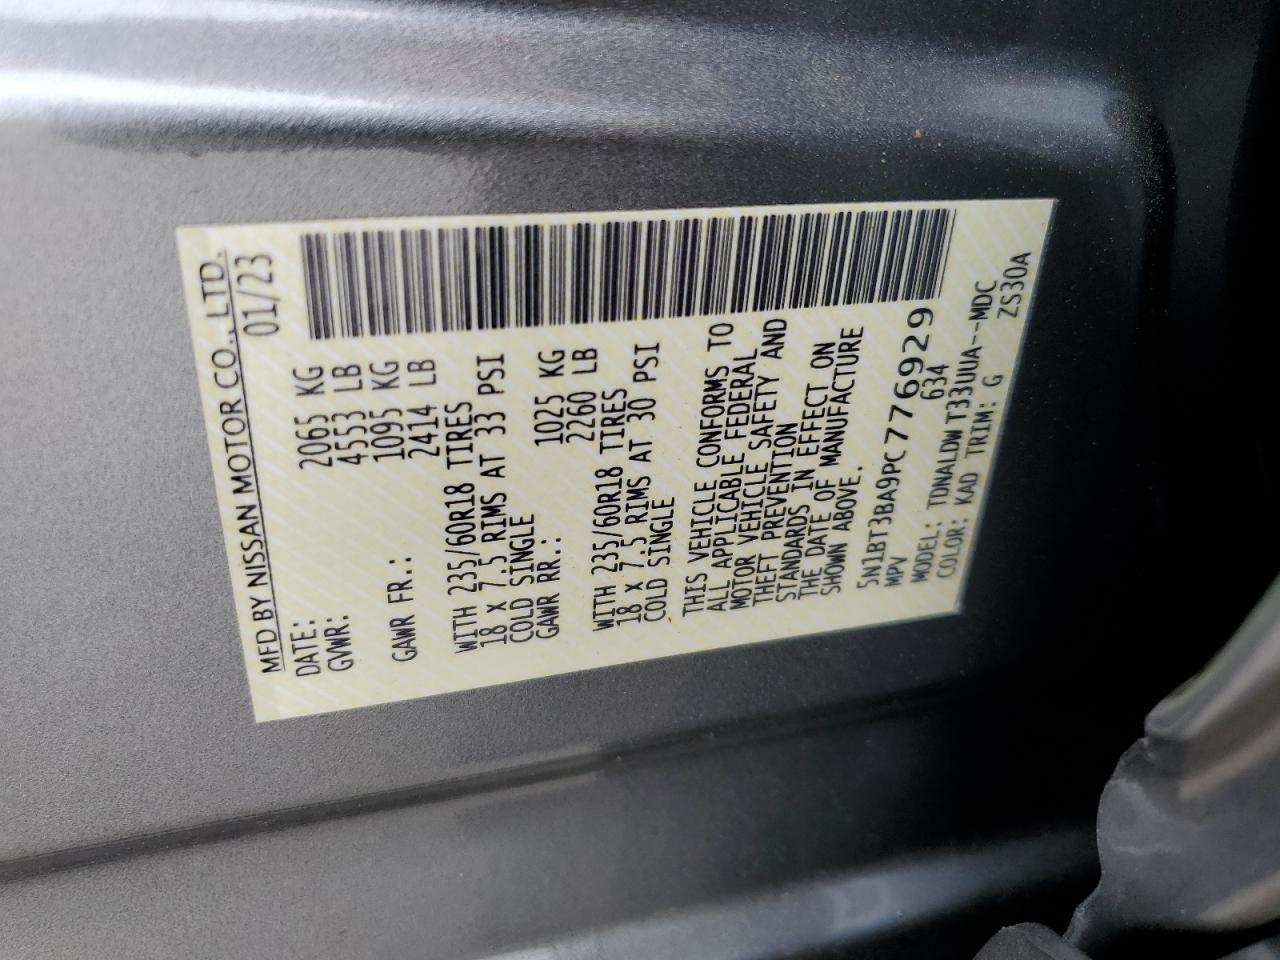 MFD BY NISSAN MOTOR CO., LTD.
DATE: 01/23
GVWR: 2065 KG
4553 LB
GAWR FR.: 1095 KG
2414 LB
WITH 235/60R18 TIRES
18 x 7.5 RIMS AT 33 PSI
COLD SINGLE
GAWR RR.: 1025 KG
2260 LB
WITH 235/60R18 TIRES
18 x 7.5 RIMS AT 30 PSI
COLD SINGLE
THIS VEHICLE CONFORMS TO
ALL APPLICABLE FEDERAL
MOTOR VEHICLE SAFETY AND
THEFT PREVENTION
STANDARDS IN EFFECT ON
THE DATE OF MANUFACTURE
SHOWN ABOVE.
5N1BT3BA9PC776929
MPV 634
MODEL: TDNALDWT33UUA--MDC
COLOR: KAD TRIM: G ZS30A